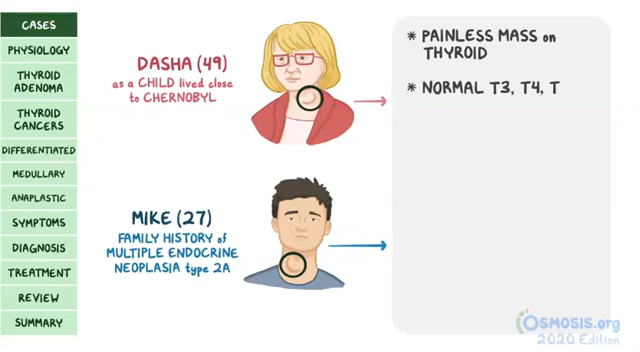 CASES
PHYSIOLOGY
THYROID
ADENOMA
THYROID
CANCERS
DIFFERENTIATED
MEDULLARY
ANAPLASTIC
SYMPTOMS
DIAGNOSIS
TREATMENT
REVIEW
SUMMARY
DASHA (49)
as a CHILD lived close
to CHERNOBYL
MIKE (27)
FAMILY HISTORY of
MULTIPLE ENDOCRINE
NEOPLASIA type 2A
* PAINLESS MASS on
THYROID
* NORMAL T3, T4, T
OSMOSIS.org
2020 Edition